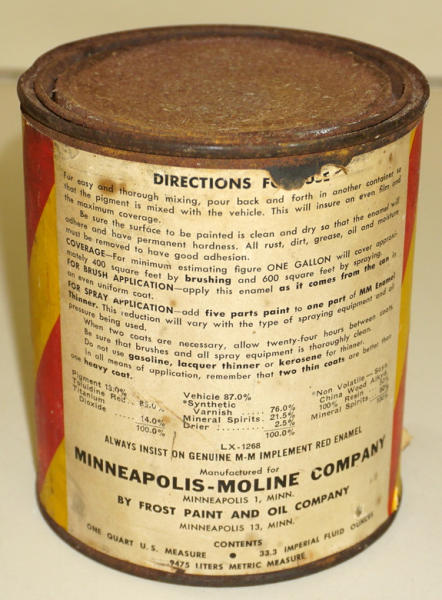 DIRECTIONS FOR USE
For easy and thorough mixing, pour back and forth in another container so
that the pigment is mixed with the vehicle. This will insure an even film and
the maximum coverage.
Be sure the surface to be painted is clean and dry so that the enamel will
adhere and have permanent hardness. All rust, dirt, grease, oil and moisture
must be removed to have good adhesion.
COVERAGE—For minimum estimating figure ONE GALLON will cover approxi-
mately 400 square feet by brushing and 600 square feet by spraying.
FOR BRUSH APPLICATION—apply this enamel as it comes from the can in
an even uniform coat.
FOR SPRAY APPLICATION—add five parts paint to one part of MM Enamel
Thinner. This reduction will vary with the type of spraying equipment and oil
pressure being used.
When two coats are necessary, allow twenty-four hours between coats.
Be sure that brushes and all spray equipment is thoroughly clean.
Do not use gasoline, lacquer thinner or kerosene for thinner.
In all means of application, remember that two thin coats are better than
one heavy coat.
Pigment 13.0%
Toluidine Red
Titanium
Dioxide ..... 14.0%
100.0%
Vehicle 87.0%
*Synthetic
Varnish ..... 76.0%
Mineral Spirits 21.5%
Drier ..... 2.5%
100.0%
*Non Volatile—
China Wood
100% Resin
Mineral Spirits
100%
LX-1268
ALWAYS INSIST ON GENUINE M-M IMPLEMENT RED ENAMEL
Manufactured for
MINNEAPOLIS-MOLINE COMPANY
MINNEAPOLIS 1, MINN.
BY FROST PAINT AND OIL COMPANY
MINNEAPOLIS 13, MINN.
CONTENTS
ONE QUART U.S. MEASURE • 33.3 IMPERIAL FLUID OUNCES
.9475 LITERS METRIC MEASURE